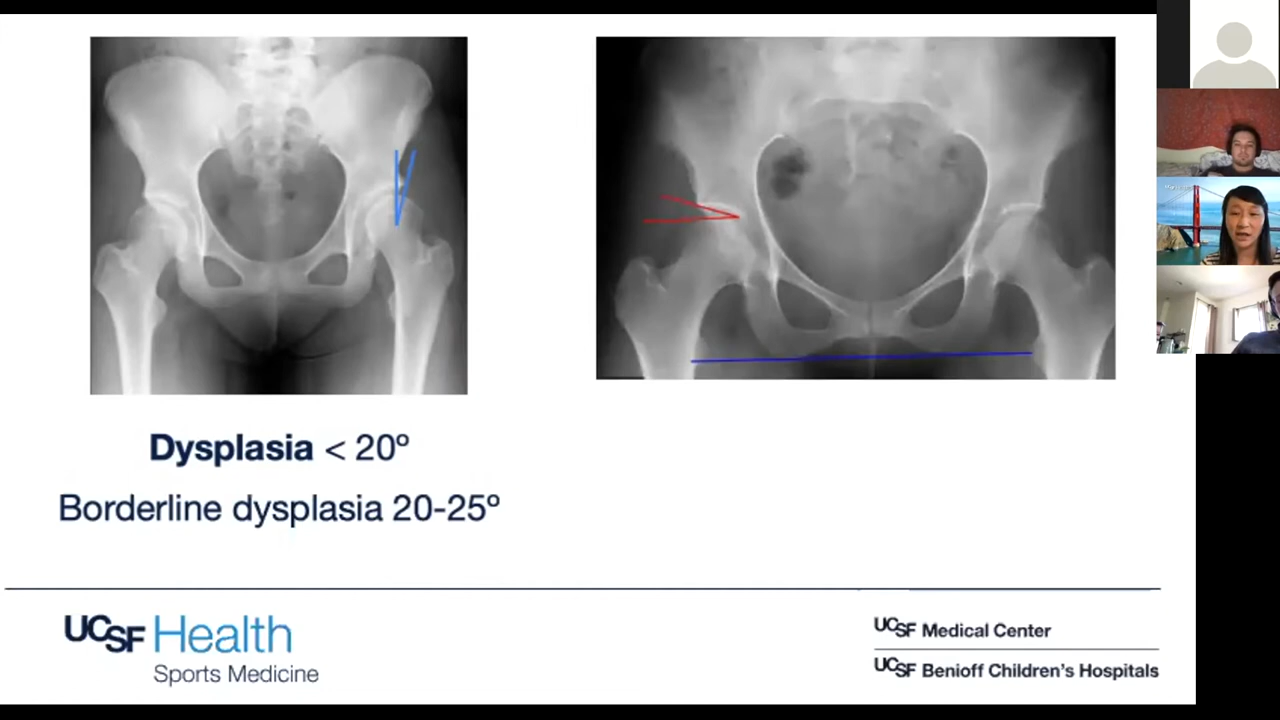 Dysplasia < 20º
Borderline dysplasia 20-25º
UCSF Health
Sports Medicine
UCSF Medical Center
UCSF Benioff Children's Hospitals